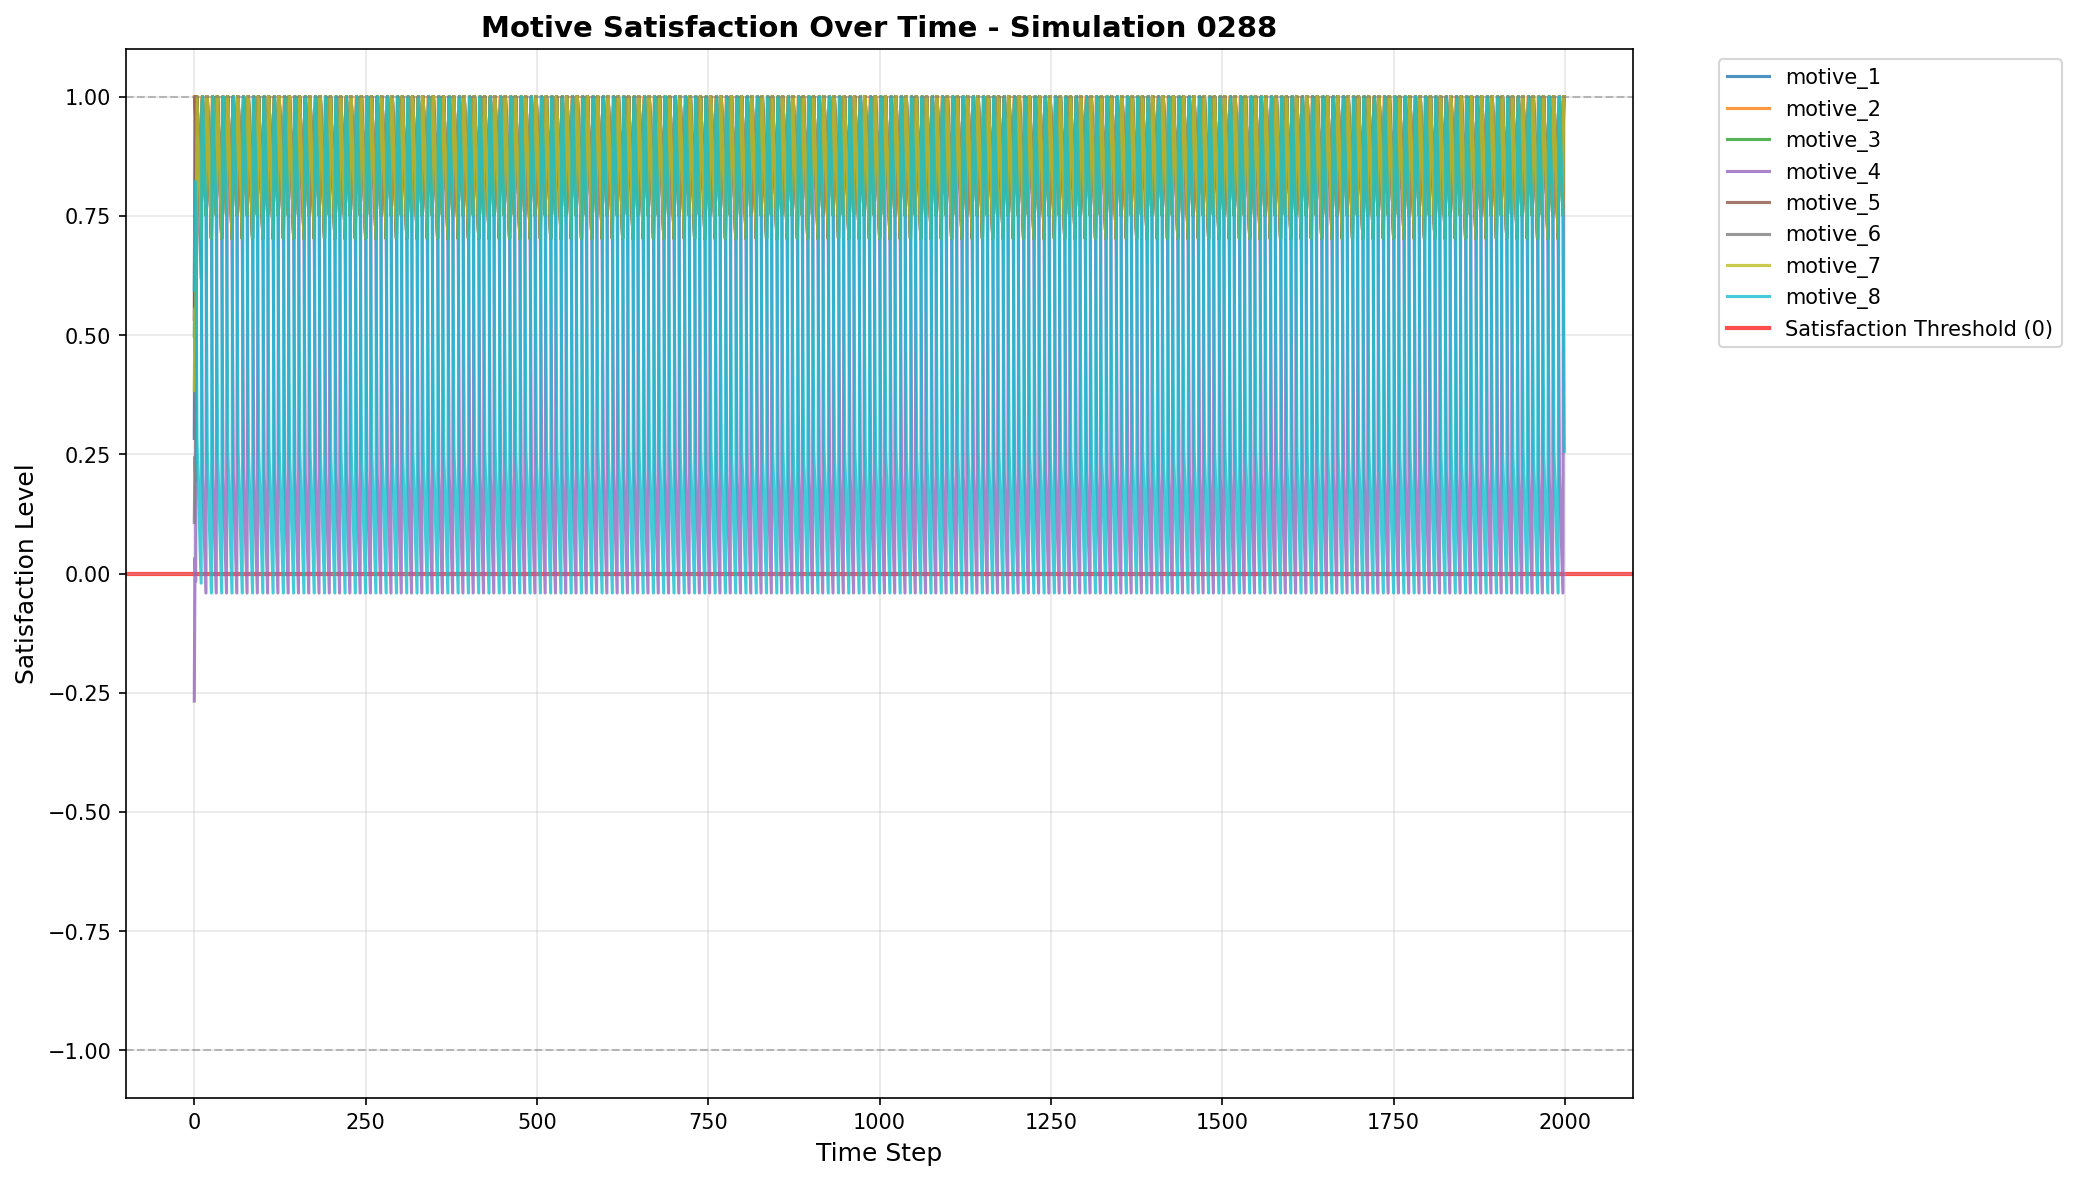 Motive Satisfaction Over Time - Simulation 0288
1.00
0.75
0.50
0.25
0.00
−0.25
−0.50
−0.75
−1.00
Satisfaction Level
0 250 500 750 1000 1250 1500 1750 2000
Time Step
motive_1
motive_2
motive_3
motive_4
motive_5
motive_6
motive_7
motive_8
Satisfaction Threshold (0)